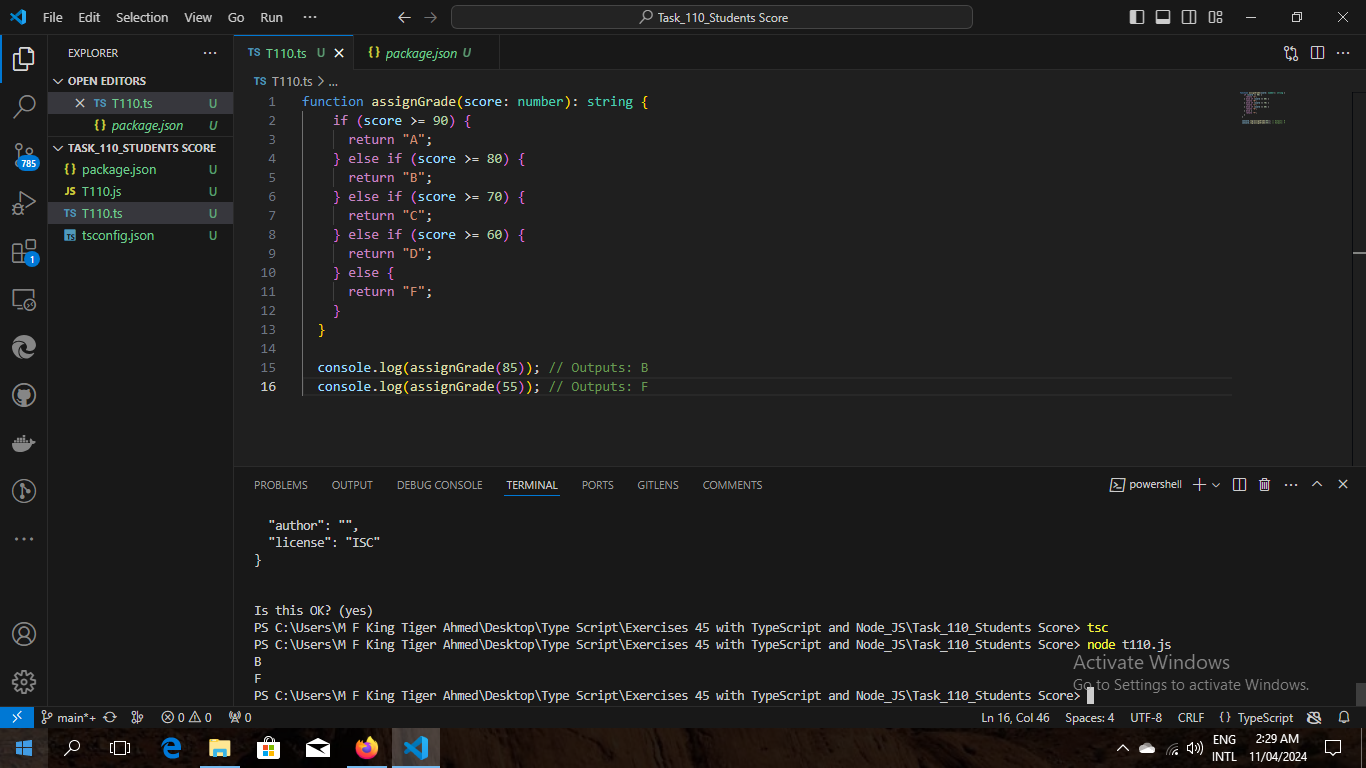 File Edit Selection View Go Run ···
Task_110_Students Score
EXPLORER
OPEN EDITORS
TS T110.ts U
{} package.json U
TASK_110_STUDENTS SCORE
{} package.json U
JS T110.js U
TS T110.ts U
TS tsconfig.json U
785
1
TS T110.ts U
{} package.json U
TS T110.ts > ...
1 function assignGrade(score: number): string {
2 if (score >= 90) {
3 return "A";
4 } else if (score >= 80) {
5 return "B";
6 } else if (score >= 70) {
7 return "C";
8 } else if (score >= 60) {
9 return "D";
10 } else {
11 return "F";
12 }
13 }
14
15 console.log(assignGrade(85)); // Outputs: B
16 console.log(assignGrade(55)); // Outputs: F
PROBLEMS OUTPUT DEBUG CONSOLE TERMINAL PORTS GITLENS COMMENTS
powershell
"author": "",
"license": "ISC"
}
Is this OK? (yes)
PS C:\Users\M F King Tiger Ahmed\Desktop\Type Script\Exercises 45 with TypeScript and Node_JS\Task_110_Students Score> tsc
PS C:\Users\M F King Tiger Ahmed\Desktop\Type Script\Exercises 45 with TypeScript and Node_JS\Task_110_Students Score> node t110.js
B
F
PS C:\Users\M F King Tiger Ahmed\Desktop\Type Script\Exercises 45 with TypeScript and Node_JS\Task_110_Students Score>
Activate Windows
Go to Settings to activate Windows.
main*+ 0 0 0
Ln 16, Col 46 Spaces: 4 UTF-8 CRLF {} TypeScript
ENG
INTL
2:29 AM
11/04/2024